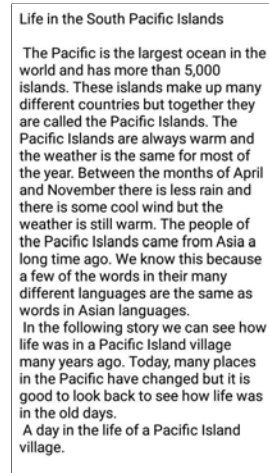 Life in the South Pacific Islands
The Pacific is the largest ocean in the
world and has more than 5,000
islands. These islands make up many
different countries but together they
are called the Pacific Islands. The
Pacific Islands are always warm and
the weather is the same for most of
the year. Between the months of April
and November there is less rain and
there is some cool wind but the
weather is still warm. The people of
the Pacific Islands came from Asia a
long time ago. We know this because
a few of the words in their many
different languages are the same as
words in Asian languages.
In the following story we can see how
life was in a Pacific Island village
many years ago. Today, many places
in the Pacific have changed but it is
good to look back to see how life was
in the old days.
A day in the life of a Pacific Island
village.